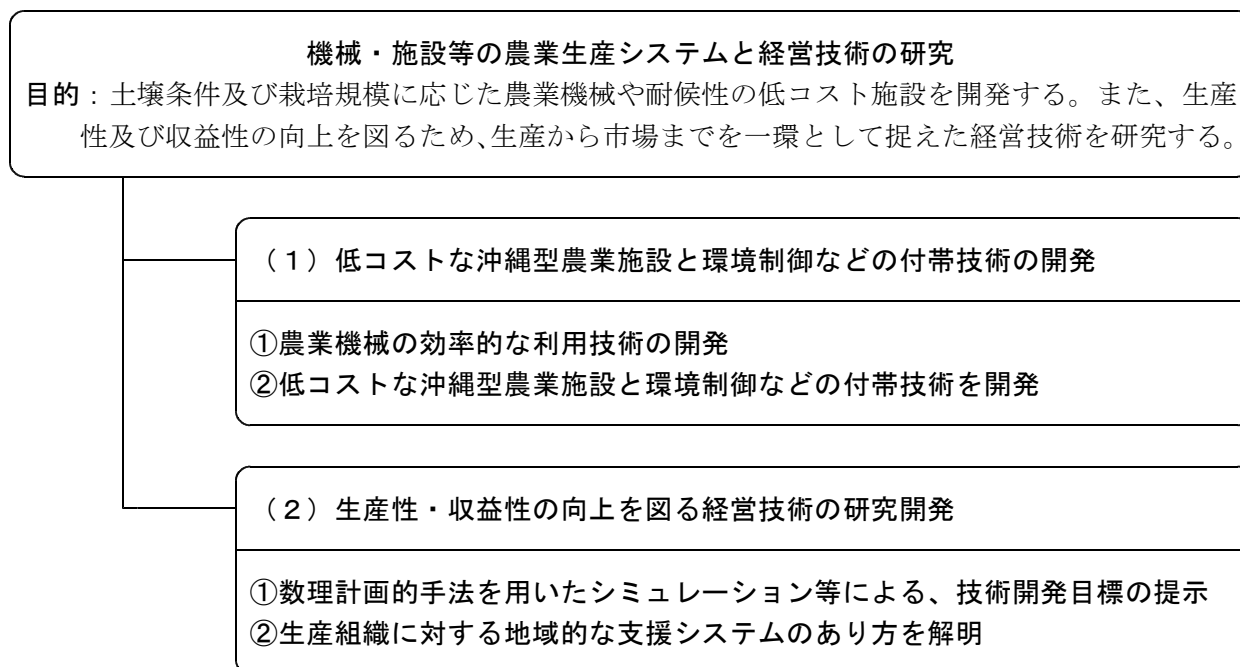 機械・施設等の農業生産システムと経営技術の研究
目的：土壌条件及び栽培規模に応じた農業機械や耐候性の低コスト施設を開発する。また、生産
性及び収益性の向上を図るため、生産から市場までを一環として捉えた経営技術を研究する。
（１）低コストな沖縄型農業施設と環境制御などの付帯技術の開発
①農業機械の効率的な利用技術の開発
②低コストな沖縄型農業施設と環境制御などの付帯技術を開発
（２）生産性・収益性の向上を図る経営技術の研究開発
①数理計画的手法を用いたシミュレーション等による、技術開発目標の提示
②生産組織に対する地域的な支援システムのあり方を解明